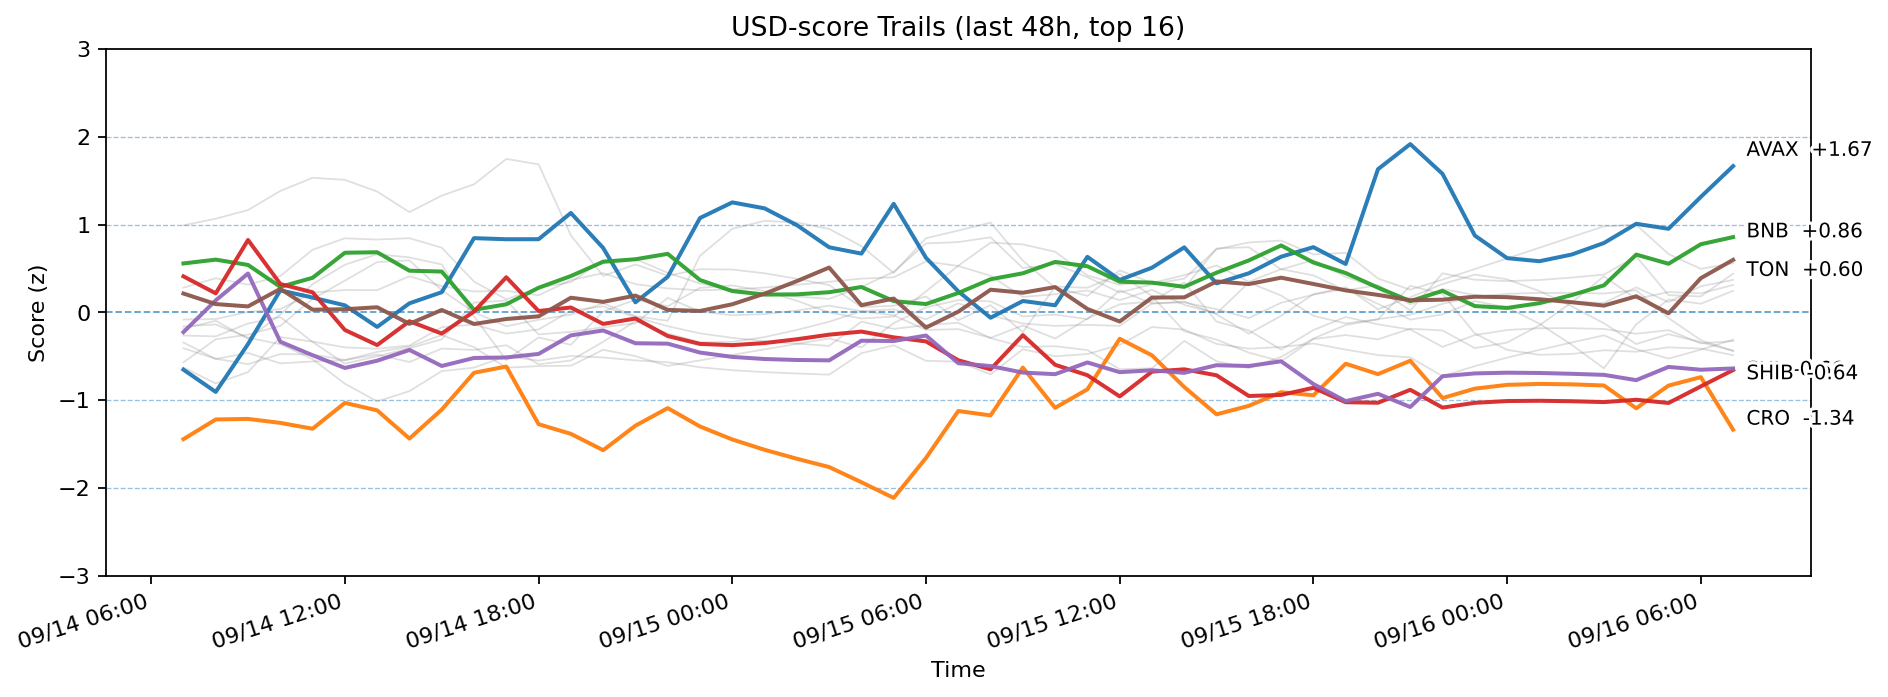 USD-score Trails (last 48h, top 16)
Score (z)
3
2
1
0
−1
−2
−3
AVAX +1.67
BNB +0.86
TON +0.60
SHIB -0.64
CRO -1.34
09/14 06:00
09/14 12:00
09/14 18:00
09/15 00:00
09/15 06:00
09/15 12:00
09/15 18:00
09/16 00:00
09/16 06:00
Time